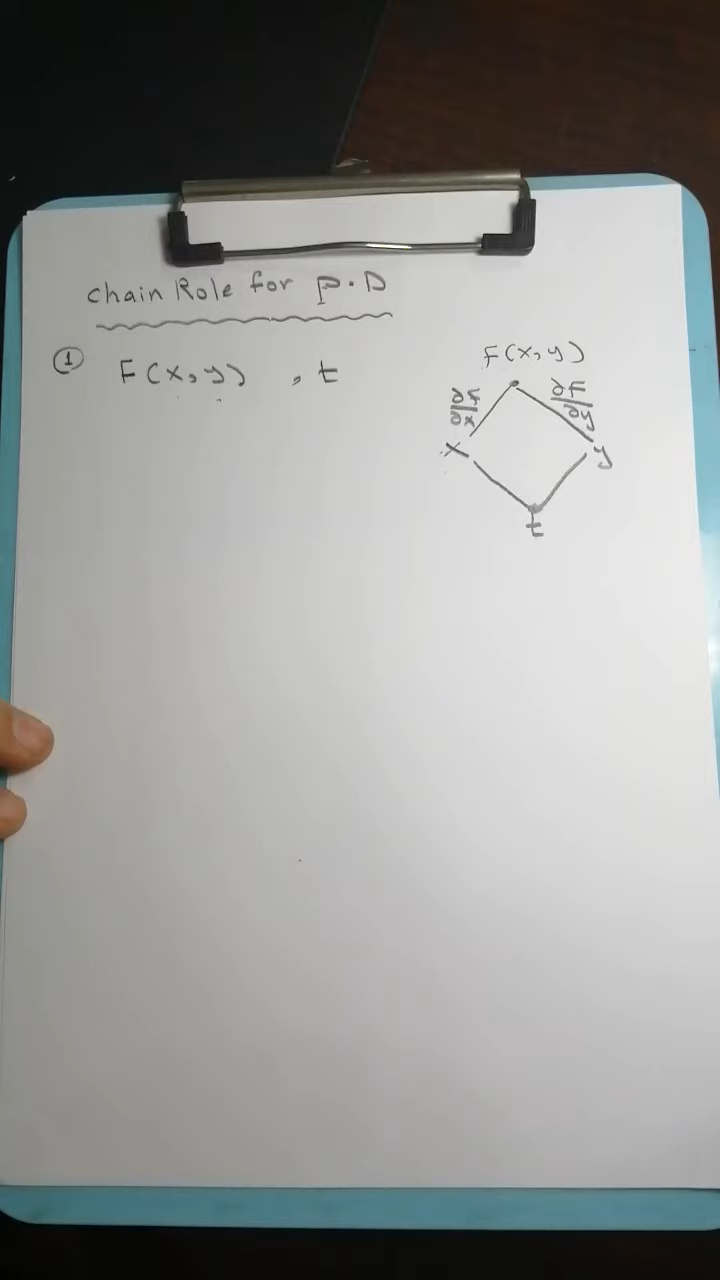 chain Role for P.D
① F(x,y) , t
F(x,y)
∂F/∂x ∂F/∂y
x y
t